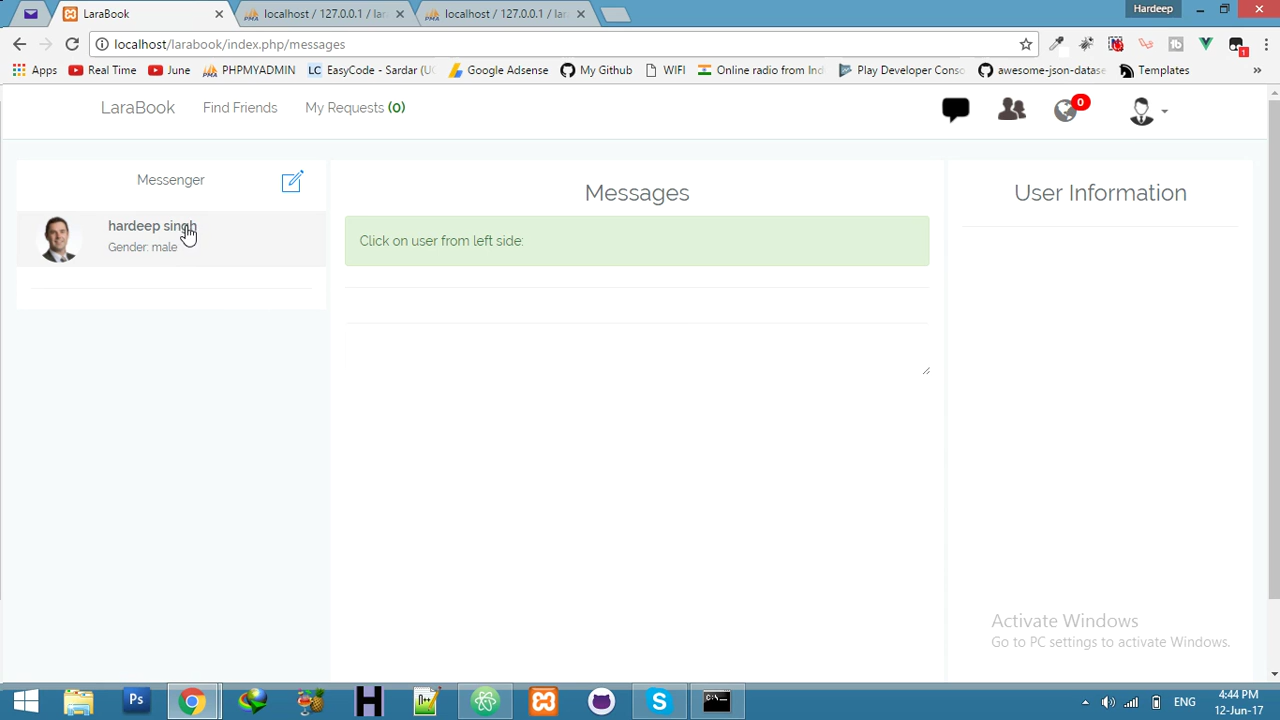 Hardeep
LaraBook
localhost / 127.0.0.1 / lar
localhost / 127.0.0.1 / lar
localhost/larabook/index.php/messages
1
Apps
Real Time
June
PHPMYADMIN
LC EasyCode - Sardar (UC
Google Adsense
My Github
WIFI
Online radio from Ind
Play Developer Conso
awesome-json-datase
Templates
»
LaraBook
Find Friends
My Requests (0)
0
Messenger
hardeep singh
Gender: male
Messages
Click on user from left side:
User Information
Activate Windows
Go to PC settings to activate Windows.
Ps
H
S
ENG
4:44 PM
12-Jun-17